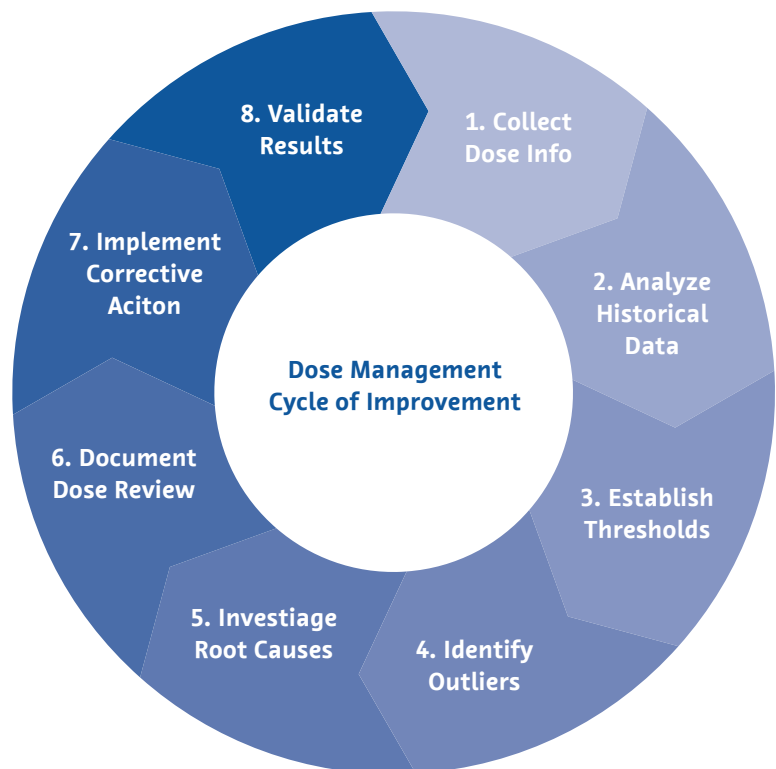 Dose Management
Cycle of Improvement
1. Collect
Dose Info
2. Analyze
Historical
Data
3. Establish
Thresholds
4. Identify
Outliers
5. Investiage
Root Causes
6. Document
Dose Review
7. Implement
Corrective
Aciton
8. Validate
Results